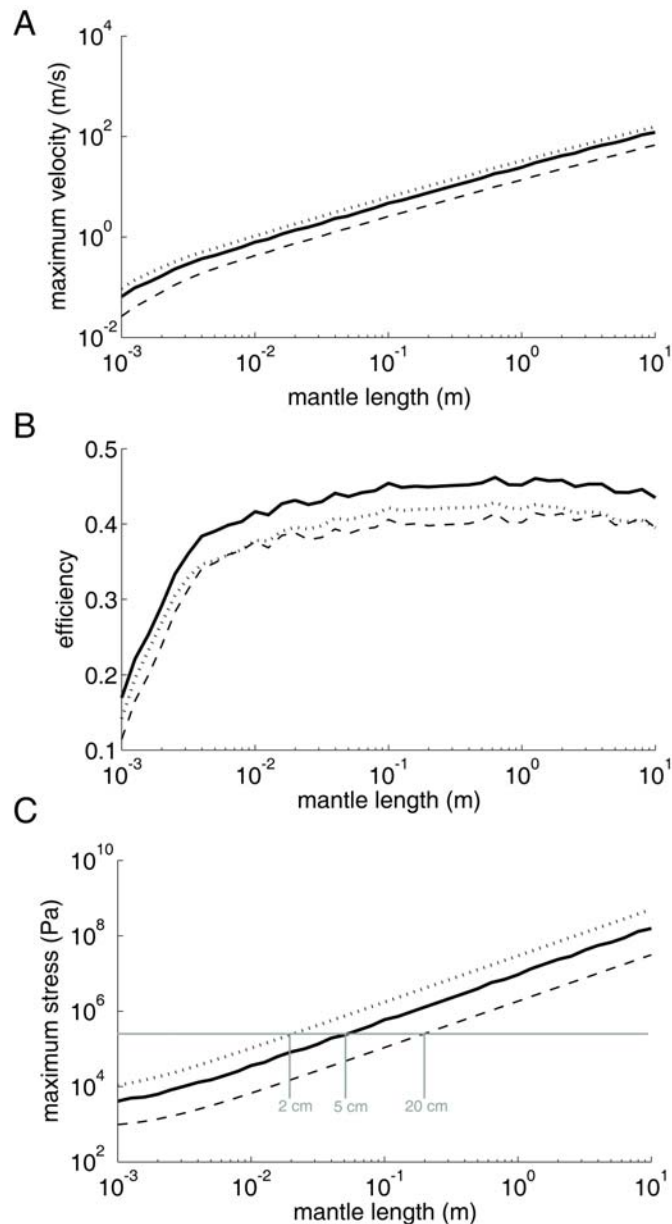 A
maximum velocity (m/s)
10^4
10^2
10^0
10^-2
10^-3 10^-2 10^-1 10^0 10^1
mantle length (m)
B
efficiency
0.5
0.4
0.3
0.2
0.1
10^-3 10^-2 10^-1 10^0 10^1
mantle length (m)
C
maximum stress (Pa)
10^10
10^8
10^6
10^4
10^2
2 cm 5 cm 20 cm
10^-3 10^-2 10^-1 10^0 10^1
mantle length (m)